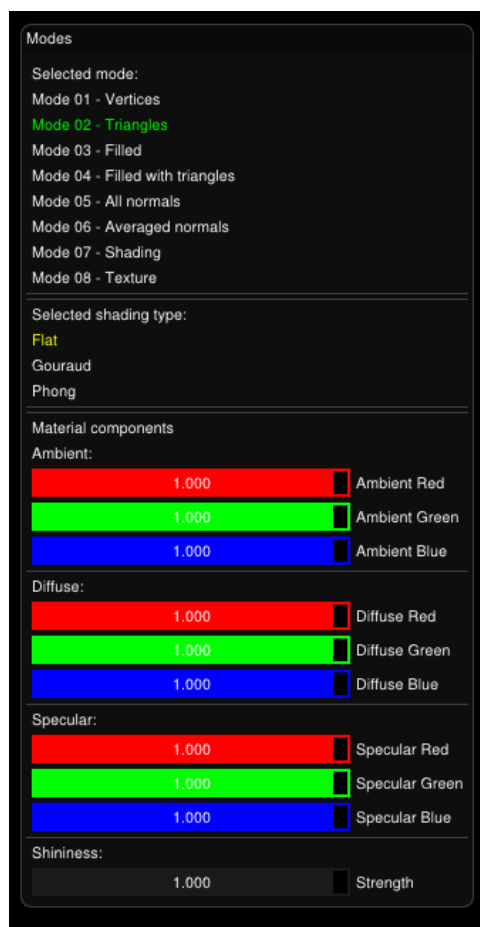 Modes
Selected mode:
Mode 01 - Vertices
Mode 02 - Triangles
Mode 03 - Filled
Mode 04 - Filled with triangles
Mode 05 - All normals
Mode 06 - Averaged normals
Mode 07 - Shading
Mode 08 - Texture
Selected shading type:
Flat
Gouraud
Phong
Material components
Ambient:
1.000 Ambient Red
1.000 Ambient Green
1.000 Ambient Blue
Diffuse:
1.000 Diffuse Red
1.000 Diffuse Green
1.000 Diffuse Blue
Specular:
1.000 Specular Red
1.000 Specular Green
1.000 Specular Blue
Shininess:
1.000 Strength